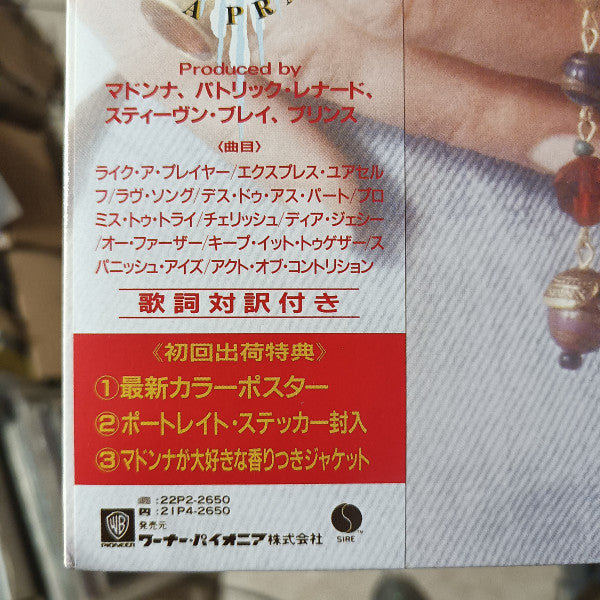 A PRA
Produced by
マドンナ、パトリック・レナード、
スティーヴン・ブレイ、プリンス
〈曲目〉
ライク・ア・プレイヤー/エクスプレス・ユアセル
フ/ラヴ・ソング/デス・ドゥ・アス・パート/プロ
ミス・トゥ・トライ/チェリッシュ/ディア・ジェシー
/オー・ファーザー/キープ・イット・トゥゲザー/ス
パニッシュ・アイズ/アクト・オブ・コントリション
歌詞対訳付き
《初回出荷特典》
①最新カラーポスター
②ポートレイト・ステッカー封入
③マドンナが大好きな香りつきジャケット
:22P2-2650
:21P4-2650
発売元
WB
PIONEER
ワーナー・パイオニア株式会社
S
SIRE
TM